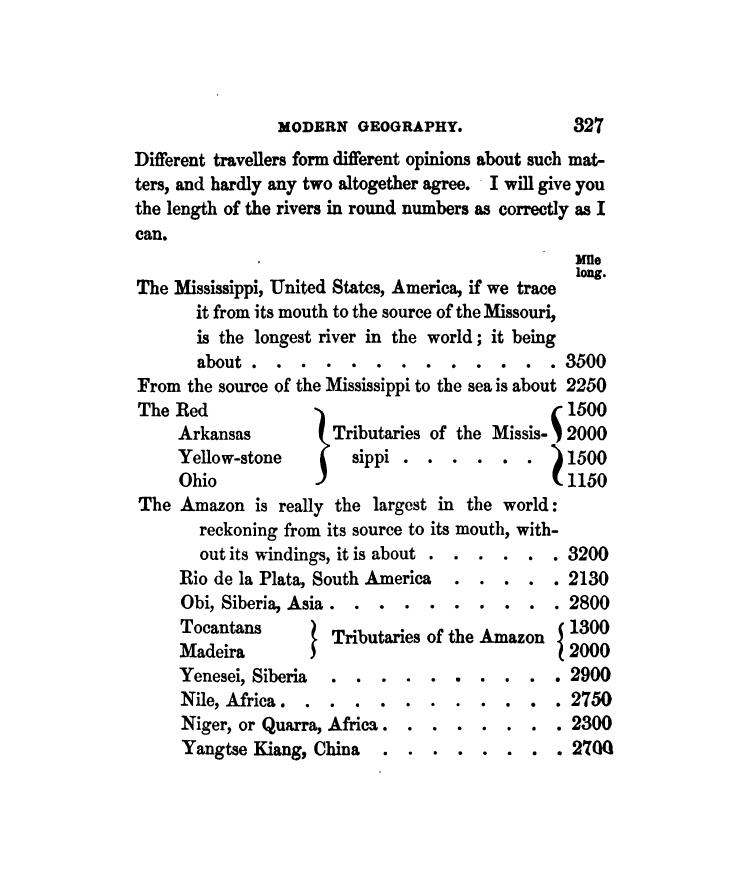 MODERN GEOGRAPHY. 327
Different travellers form different opinions about such mat-
ters, and hardly any two altogether agree. I will give you
the length of the rivers in round numbers as correctly as I
can.
Mile
long.
The Mississippi, United States, America, if we trace
it from its mouth to the source of the Missouri,
is the longest river in the world; it being
about . . . . . . . . . . . . . 3500
From the source of the Mississippi to the sea is about 2250
The Red 1500
Arkansas Tributaries of the Missis- 2000
Yellow-stone sippi . . . . . . 1500
Ohio 1150
The Amazon is really the largest in the world:
reckoning from its source to its mouth, with-
out its windings, it is about . . . . . . 3200
Rio de la Plata, South America . . . . . 2130
Obi, Siberia, Asia . . . . . . . . . . 2800
Tocantans 1300
Tributaries of the Amazon
Madeira 2000
Yenesei, Siberia . . . . . . . . . . 2900
Nile, Africa . . . . . . . . . . . . 2750
Niger, or Quarra, Africa . . . . . . . . 2300
Yangtse Kiang, China . . . . . . . . 2700